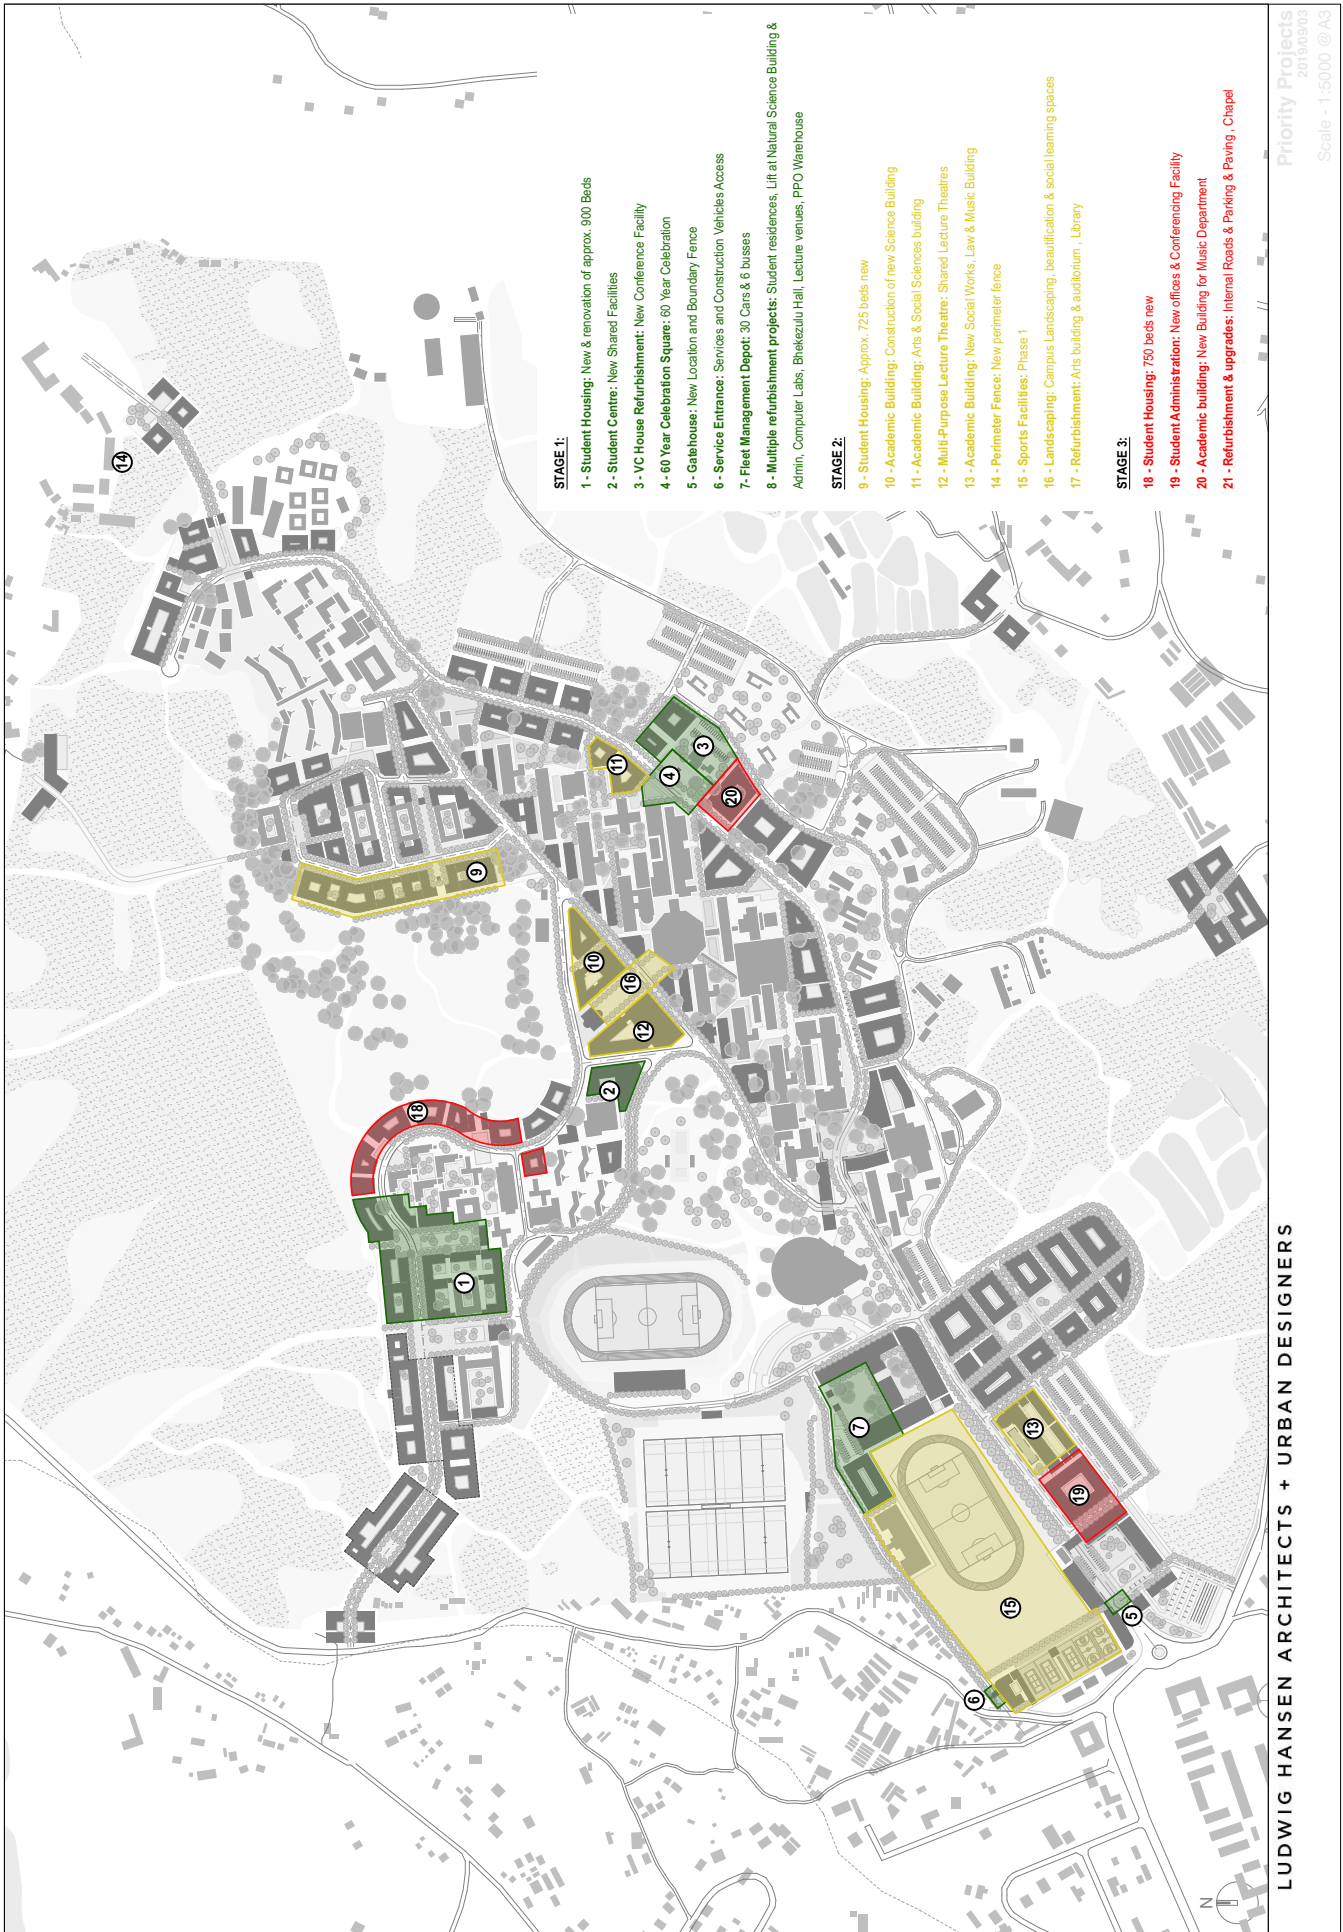 STAGE 1:
1 - Student Housing: New & renovation of approx. 900 Beds
2 - Student Centre: New Shared Facilities
3 - VC House Refurbishment: New Conference Facility
4 - 60 Year Celebration Square: 60 Year Celebration
5 - Gatehouse: New Location and Boundary Fence
6 - Service Entrance: Services and Construction Vehicles Access
7- Fleet Management Depot: 30 Cars & 6 busses
8 - Multiple refurbishment projects: Student residences, Lift at Natural Science Building &
Admin, Computer Labs, Bhekezulu Hall, Lecture venues, PPO Warehouse
STAGE 2:
9 - Student Housing: Approx. 725 beds new
10 - Academic Building: Construction of new Science Building
11 - Academic Building: Arts & Social Sciences building
12 - Multi-Purpose Lecture Theatre: Shared Lecture Theatres
13 - Academic Building: New Social Works, Law & Music Building
14 - Perimeter Fence: New perimeter fence
15 - Sports Facilities: Phase 1
16 - Landscaping: Campus Landscaping, beautification & social learning spaces
17 - Refurbishment: Arts building & auditorium , Library
STAGE 3:
18 - Student Housing: 750 beds new
19 - Student Administration: New offices & Conferencing Facility
20 - Academic building: New Building for Music Department
21 - Refurbishment & upgrades: Internal Roads & Parking & Paving , Chapel
14
11
3
4
20
9
10
16
12
2
18
1
7
13
19
15
5
6
N
LUDWIG HANSEN ARCHITECTS + URBAN DESIGNERS
Priority Projects
2019/09/03
Scale - 1:5000 @ A3